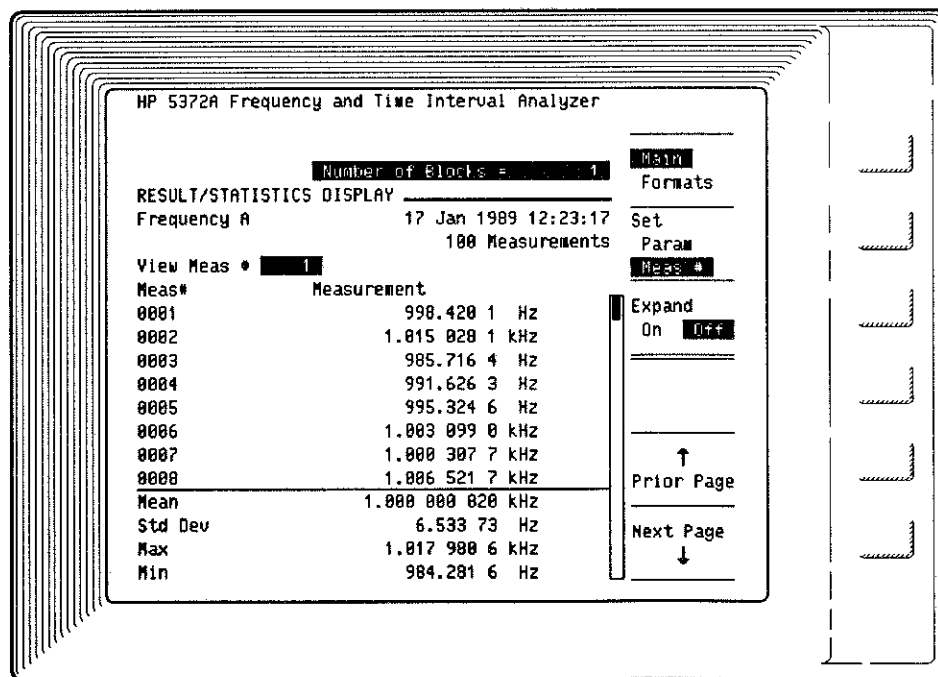 HP 5372A Frequency and Time Interval Analyzer
Number of Blocks = 1
Main
Formats
RESULT/STATISTICS DISPLAY
Frequency A 17 Jan 1989 12:23:17
100 Measurements
Set
Param
Meas #
View Meas # 1
Meas# Measurement
0001 998.420 1 Hz
0002 1.015 028 1 kHz
0003 985.716 4 Hz
0004 991.626 3 Hz
0005 995.324 6 Hz
0006 1.003 099 0 kHz
0007 1.000 307 7 kHz
0008 1.006 521 7 kHz
Expand
On Off
Mean 1.000 000 020 kHz
Std Dev 6.533 73 Hz
Max 1.017 980 6 kHz
Min 984.281 6 Hz
↑
Prior Page
Next Page
↓